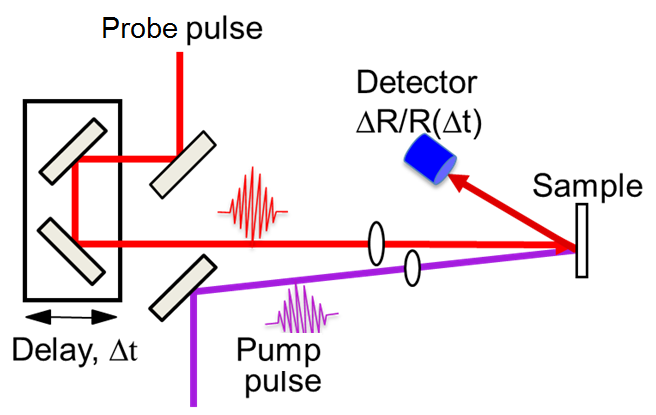 Probe pulse
Detector
ΔR/R(Δt)
Sample
Delay, Δt
Pump
pulse